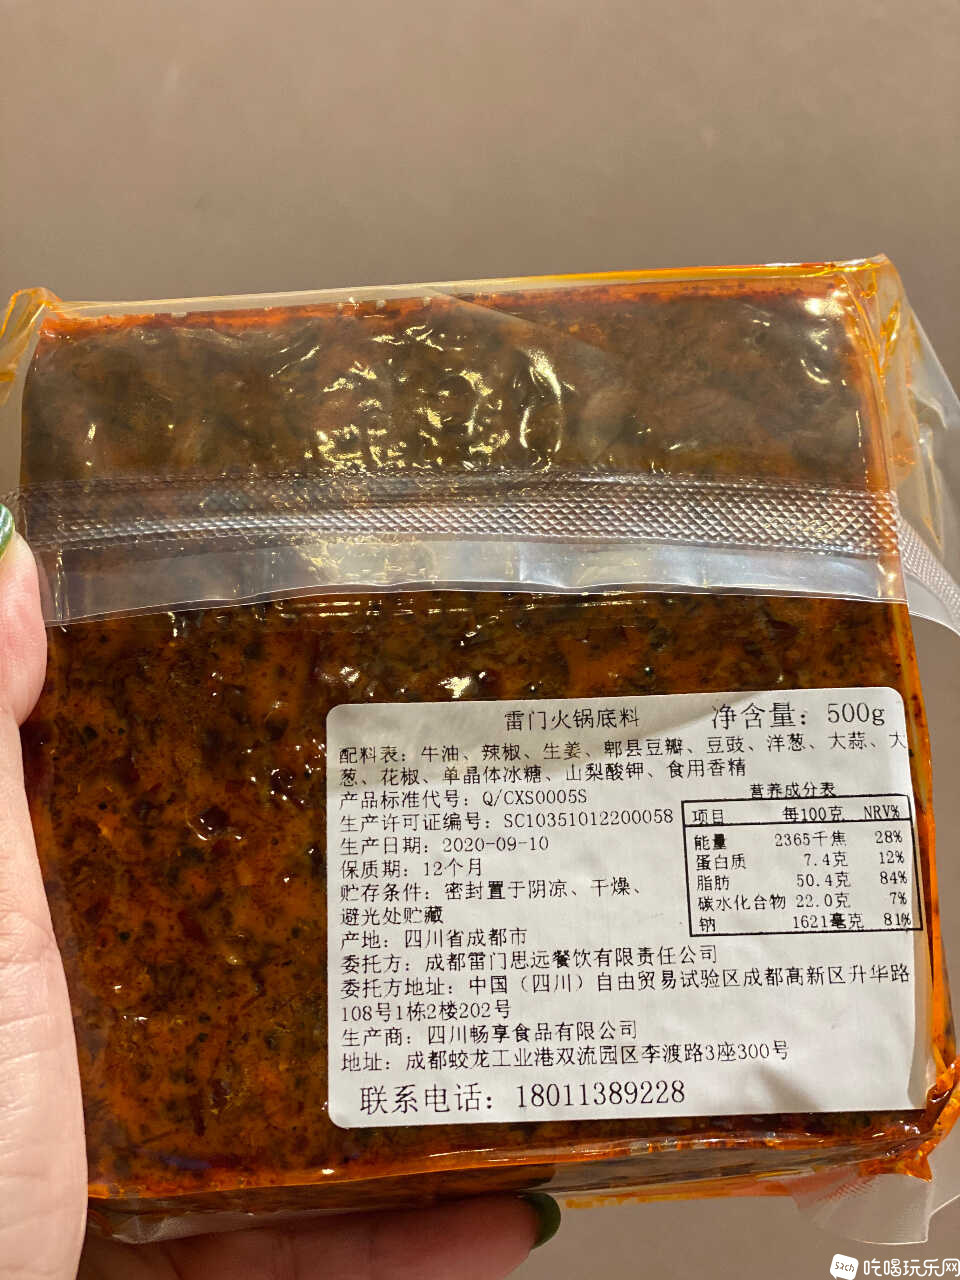 雷门火锅底料 净含量：500g
配料表：牛油、辣椒、生姜、郫县豆瓣、豆豉、洋葱、大蒜、大
葱、花椒、单晶体冰糖、山梨酸钾、食用香精
产品标准代号：Q/CXS0005S
生产许可证编号：SC10351012200058
生产日期：2020-09-10
保质期：12个月
贮存条件：密封置于阴凉、干燥、
避光处贮藏
营养成分表
项目 每100克 NRV%
能量 2365千焦 28%
蛋白质 7.4克 12%
脂肪 50.4克 84%
碳水化合物 22.0克 7%
钠 1621毫克 81%
产地：四川省成都市
委托方：成都雷门思远餐饮有限责任公司
委托方地址：中国（四川）自由贸易试验区成都高新区升华路
108号1栋2楼202号
生产商：四川畅享食品有限公司
地址：成都蛟龙工业港双流园区李渡路3座300号
联系电话：18011389228
sach 吃喝玩乐网